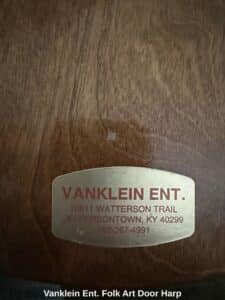 VANKLEIN ENT.
WATTERSON TRAIL
KY 40299
Vanklein Ent. Folk Art Door Harp